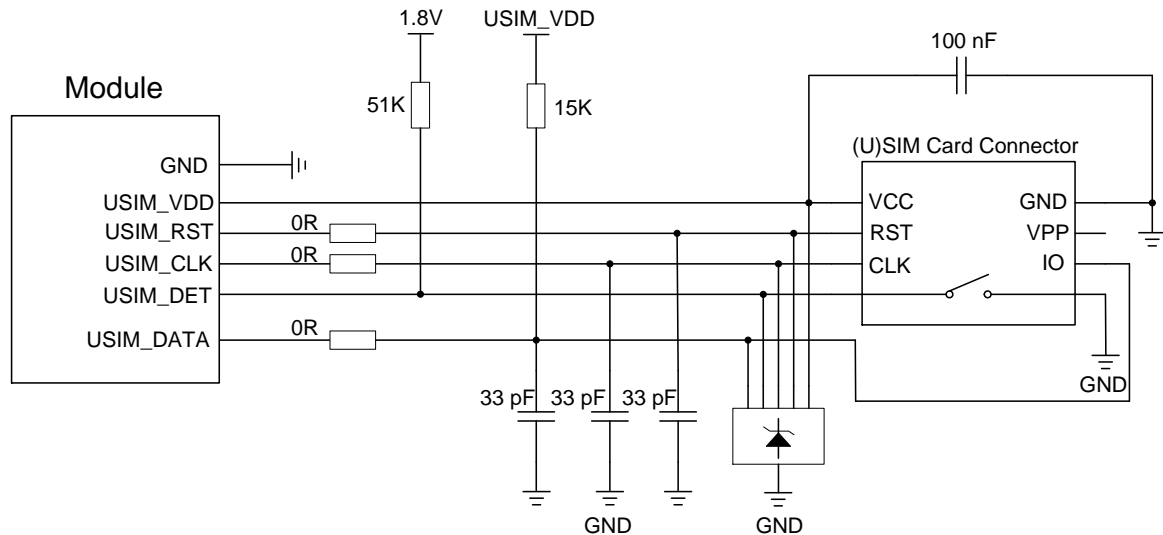 1.8V
USIM_VDD
100 nF
Module
51K
15K
(U)SIM Card Connector
GND
USIM_VDD
USIM_RST
USIM_CLK
USIM_DET
USIM_DATA
0R
0R
0R
VCC
RST
CLK
GND
VPP
IO
GND
33 pF
33 pF
33 pF
GND
GND